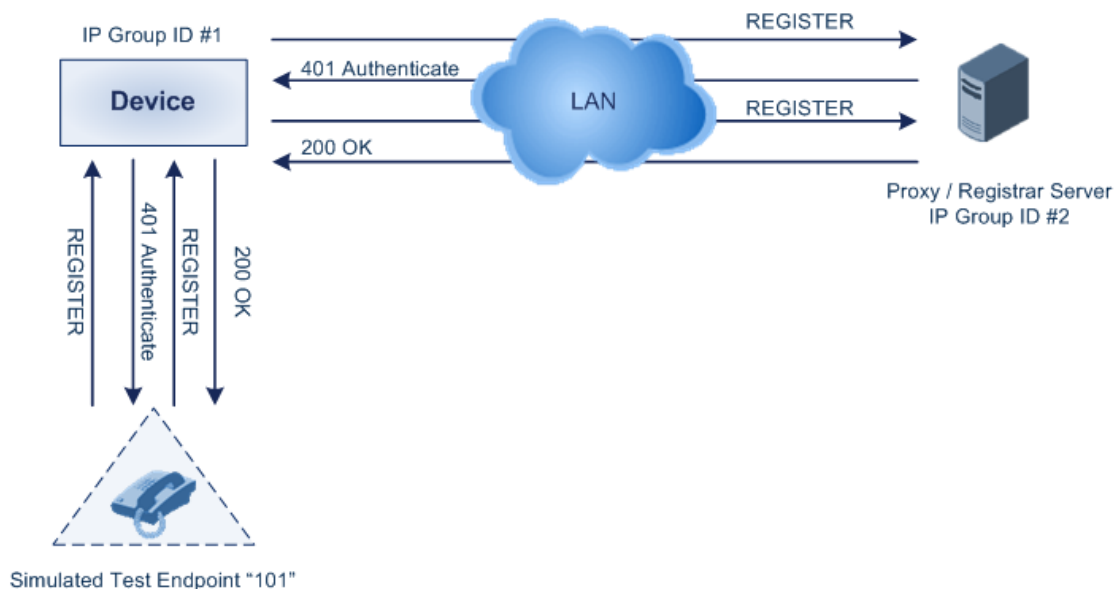 IP Group ID #1
REGISTER
401 Authenticate
Device
LAN
REGISTER
200 OK
Proxy / Registrar Server
IP Group ID #2
REGISTER
401 Authenticate
REGISTER
200 OK
Simulated Test Endpoint “101”